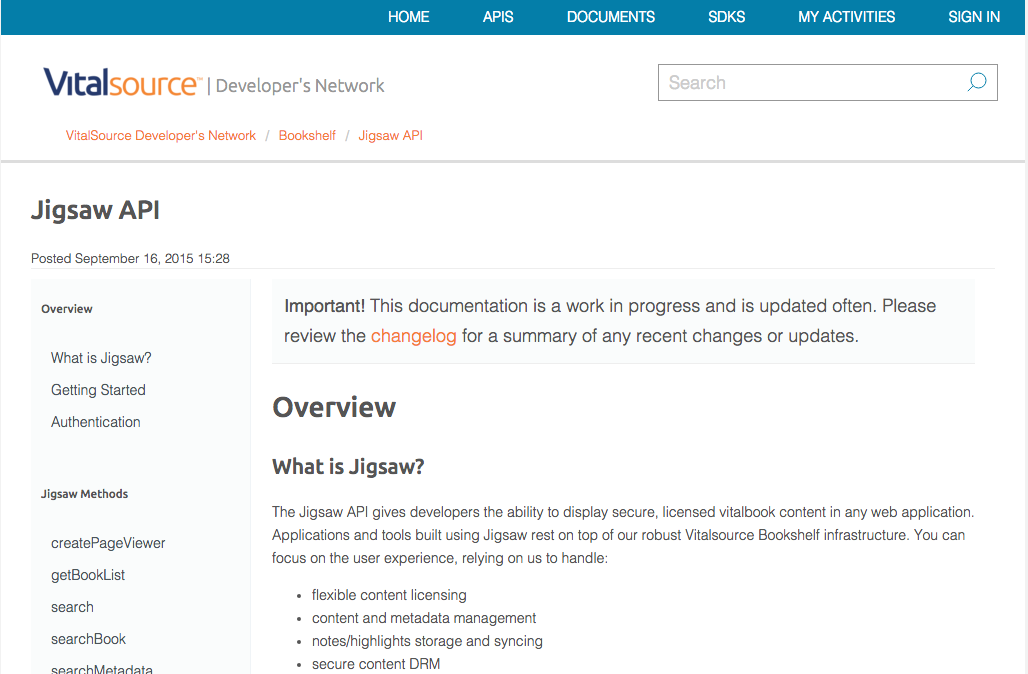 HOME APIS DOCUMENTS SDKS MY ACTIVITIES SIGN IN
Vitalsource™ | Developer's Network
Search
VitalSource Developer's Network / Bookshelf / Jigsaw API
Jigsaw API
Posted September 16, 2015 15:28
Overview
What is Jigsaw?
Getting Started
Authentication
Jigsaw Methods
createPageViewer
getBookList
search
searchBook
searchMetadata
Important! This documentation is a work in progress and is updated often. Please
review the changelog for a summary of any recent changes or updates.
Overview
What is Jigsaw?
The Jigsaw API gives developers the ability to display secure, licensed vitalbook content in any web application.
Applications and tools built using Jigsaw rest on top of our robust Vitalsource Bookshelf infrastructure. You can
focus on the user experience, relying on us to handle:
• flexible content licensing
• content and metadata management
• notes/highlights storage and syncing
• secure content DRM